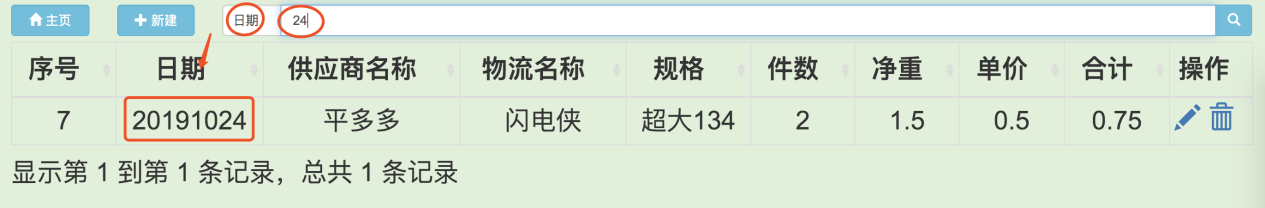 主页 新建 日期 24
序号 日期 供应商名称 物流名称 规格 件数 净重 单价 合计 操作
7 20191024 平多多 闪电侠 超大134 2 1.5 0.5 0.75
显示第 1 到第 1 条记录，总共 1 条记录